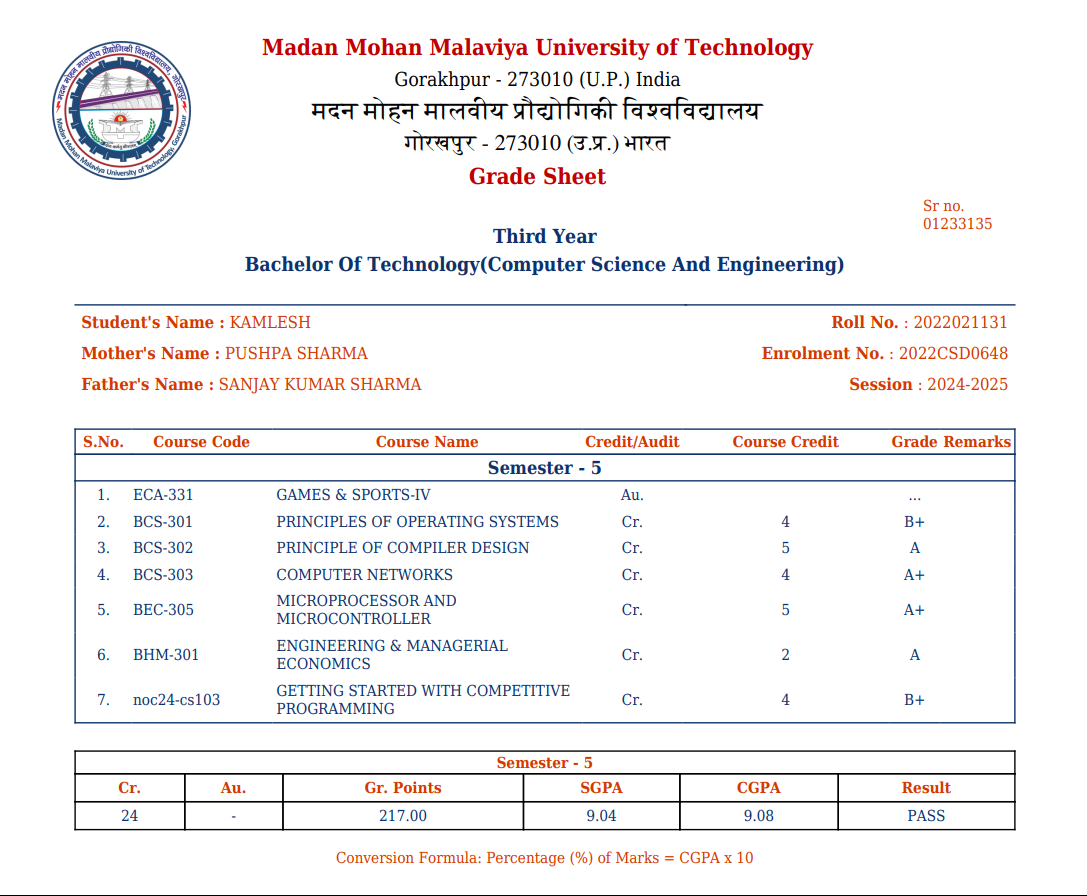 मदन मोहन मालवीय प्रौद्योगिकी विश्वविद्यालय, गोरखपुर
Madan Mohan Malaviya University of Technology, Gorakhpur
Madan Mohan Malaviya University of Technology
Gorakhpur - 273010 (U.P.) India
मदन मोहन मालवीय प्रौद्योगिकी विश्वविद्यालय
गोरखपुर - 273010 (उ.प्र.) भारत
Grade Sheet
Sr no.
01233135
Third Year
Bachelor Of Technology(Computer Science And Engineering)
Student's Name : KAMLESH Roll No. : 2022021131
Mother's Name : PUSHPA SHARMA Enrolment No. : 2022CSD0648
Father's Name : SANJAY KUMAR SHARMA Session : 2024-2025
S.No. Course Code Course Name Credit/Audit Course Credit Grade Remarks
Semester - 5
1. ECA-331 GAMES & SPORTS-IV Au. ...
2. BCS-301 PRINCIPLES OF OPERATING SYSTEMS Cr. 4 B+
3. BCS-302 PRINCIPLE OF COMPILER DESIGN Cr. 5 A
4. BCS-303 COMPUTER NETWORKS Cr. 4 A+
5. BEC-305 MICROPROCESSOR AND
MICROCONTROLLER Cr. 5 A+
6. BHM-301 ENGINEERING & MANAGERIAL
ECONOMICS Cr. 2 A
7. noc24-cs103 GETTING STARTED WITH COMPETITIVE
PROGRAMMING Cr. 4 B+
Semester - 5
Cr. Au. Gr. Points SGPA CGPA Result
24 - 217.00 9.04 9.08 PASS
Conversion Formula: Percentage (%) of Marks = CGPA x 10